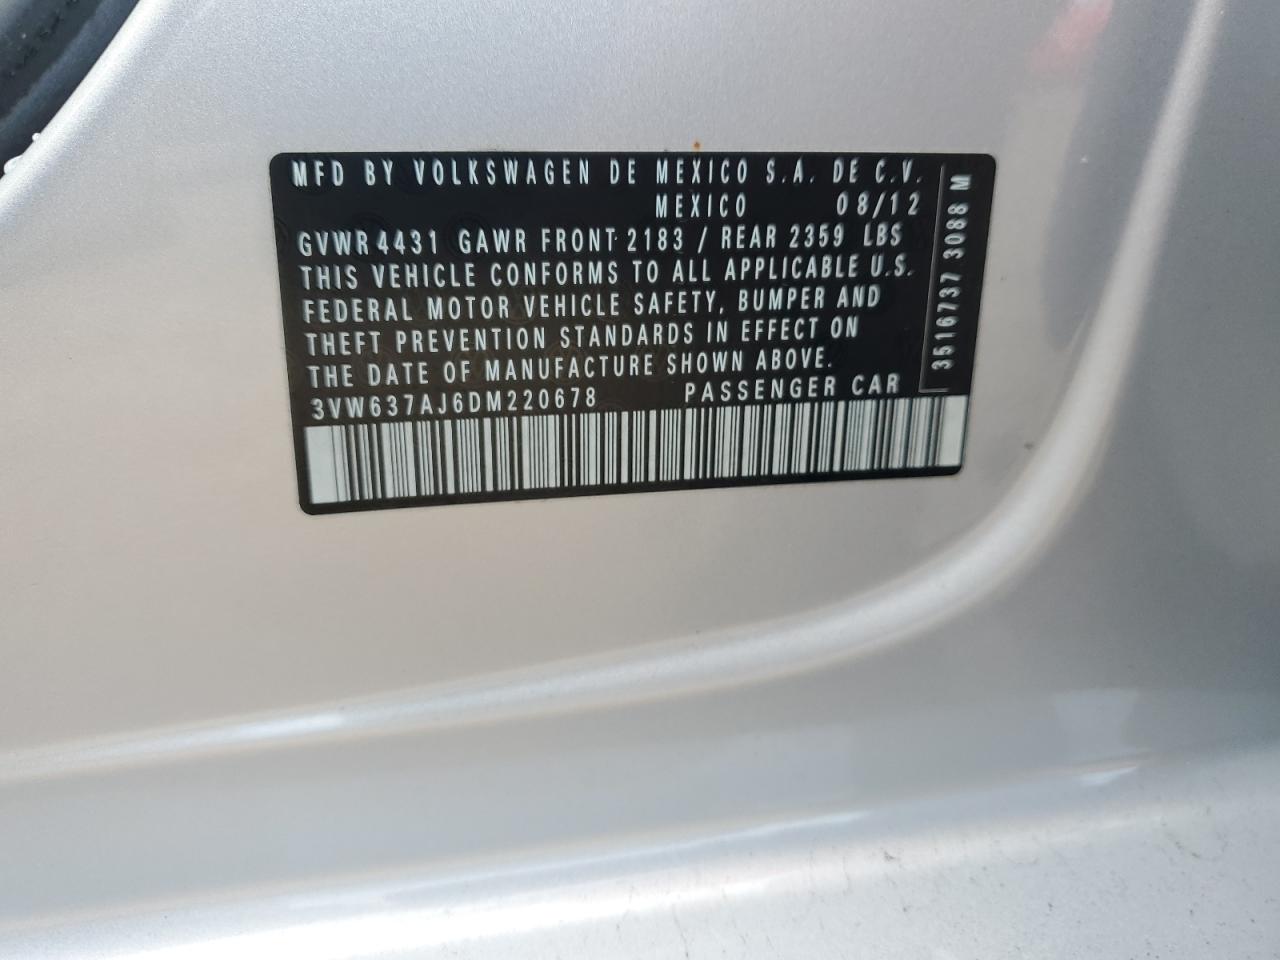 MFD BY VOLKSWAGEN DE MEXICO S.A. DE C.V.
MEXICO 08/12
GVWR 4431 GAWR FRONT 2183 / REAR 2359 LBS
THIS VEHICLE CONFORMS TO ALL APPLICABLE U.S.
FEDERAL MOTOR VEHICLE SAFETY, BUMPER AND
THEFT PREVENTION STANDARDS IN EFFECT ON
THE DATE OF MANUFACTURE SHOWN ABOVE.
3VW637AJ6DM220678 PASSENGER CAR
3516737 3088 M